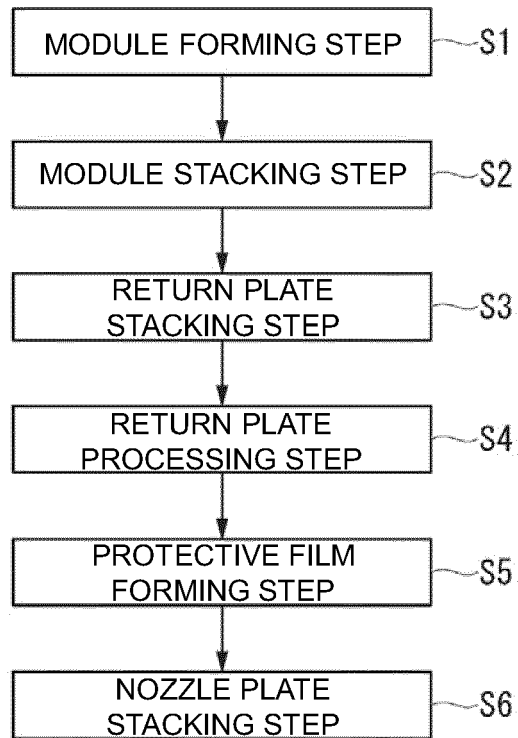 MODULE FORMING STEP
S1
MODULE STACKING STEP
S2
RETURN PLATE
STACKING STEP
S3
RETURN PLATE
PROCESSING STEP
S4
PROTECTIVE FILM
FORMING STEP
S5
NOZZLE PLATE
STACKING STEP
S6